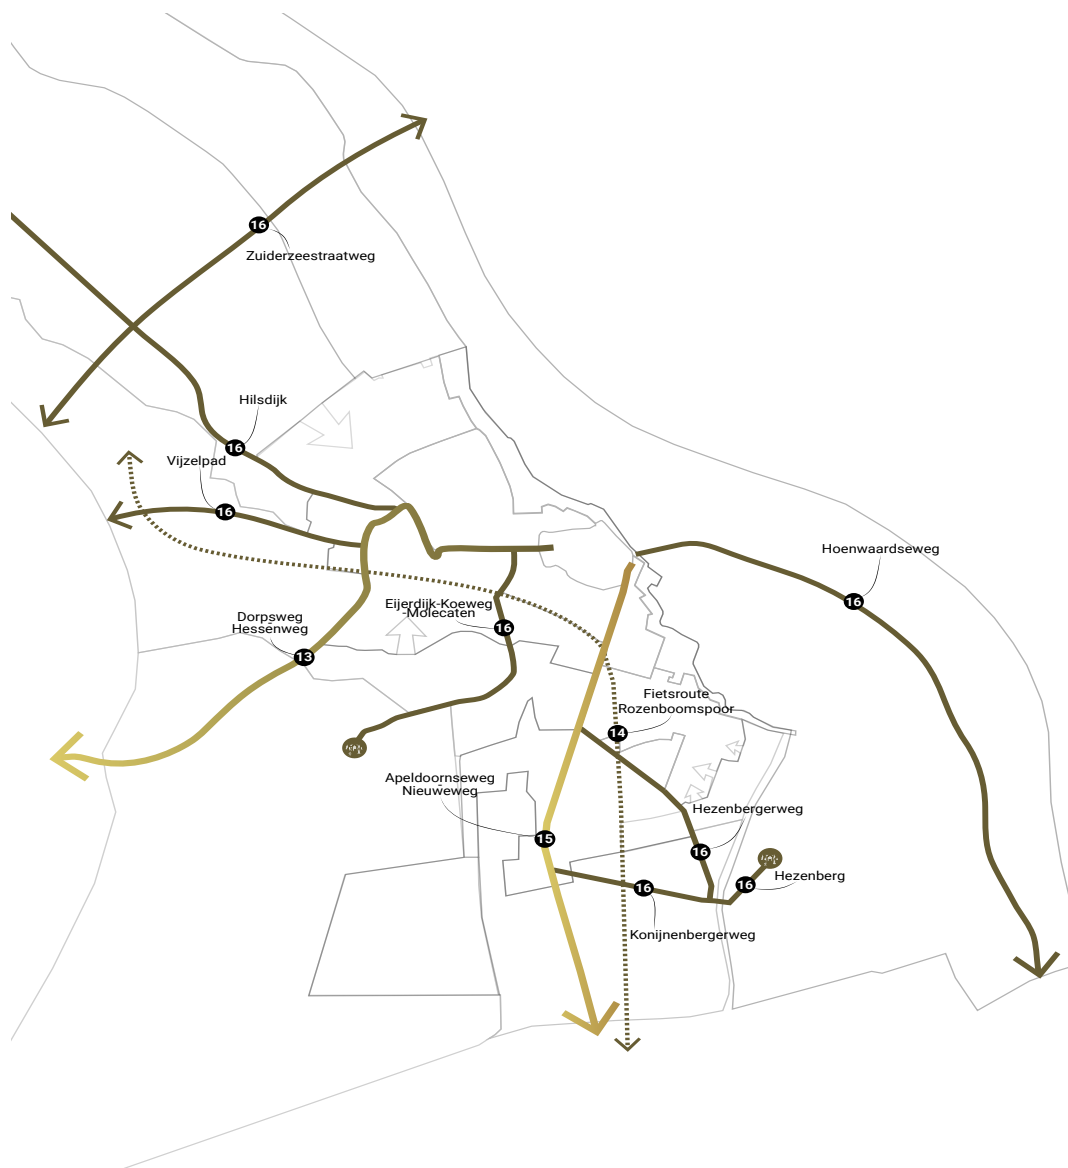 16
Zuiderzeestraatweg
Hilsdijk
16
Vijzelpad
16
Hoenwaardseweg
16
Eijerdijk-Koeweg
-Molecaten
16
Dorpsweg
Hessenweg
13
Fietsroute
Rozenboomspoor
14
Apeldoornseweg
Nieuweweg
15
Hezenbergerweg
16
Hezenberg
16
16
Konijnenbergerweg